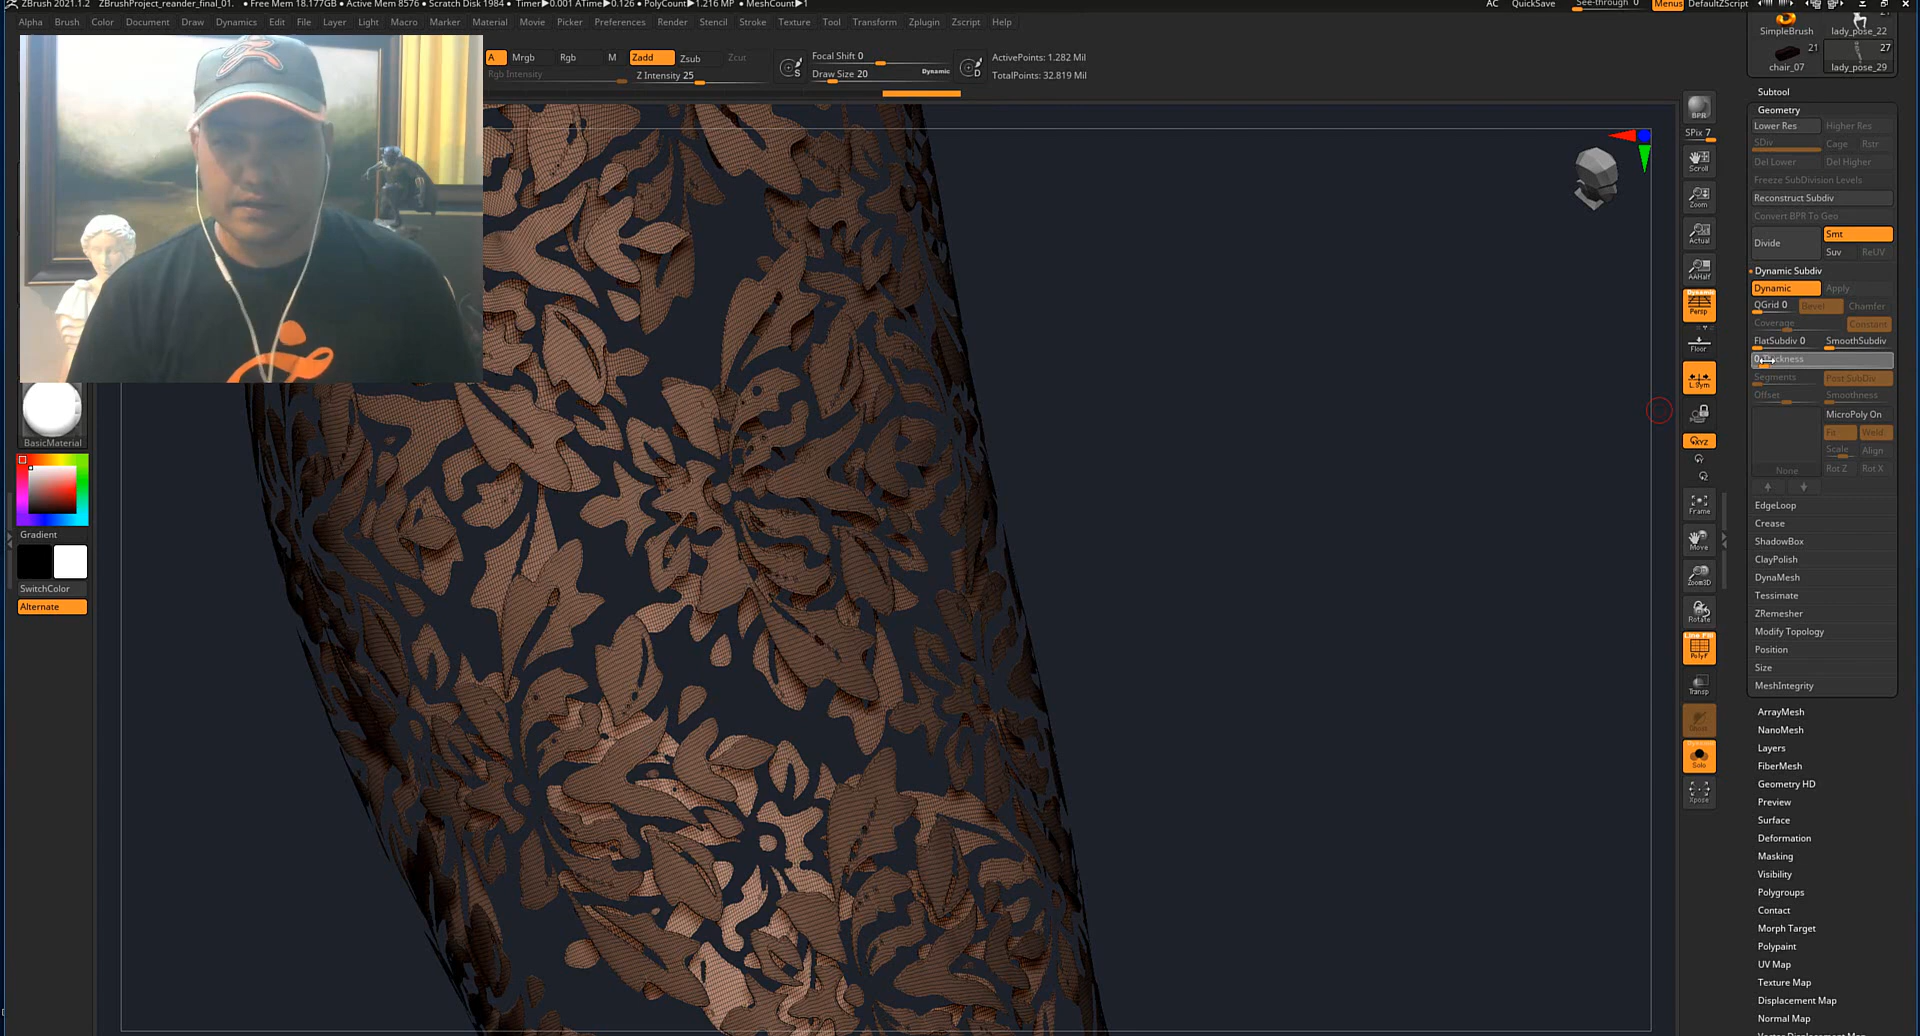 ZBrush 2021.1.2 ZBrushProject_reander_final_01. • Free Mem 18.177GB • Active Mem 8576 • Scratch Disk 1984 • Timer▶0.001 ATime▶0.126 • PolyCount▶1.216 MP • MeshCount▶1 AC QuickSave See-through 0 Menus DefaultZScript
Alpha Brush Color Document Draw Dynamics Edit File Layer Light Macro Marker Material Movie Picker Preferences Render Stencil Stroke Texture Tool Transform Zplugin Zscript Help
A Mrgb Rgb M Zadd Zsub Zcut
Rgb Intensity Z Intensity 25
S Focal Shift 0
Draw Size 20 Dynamic D
ActivePoints: 1.282 Mil
TotalPoints: 32.819 Mil
BasicMaterial
Gradient
SwitchColor
Alternate
BPR
SPix 7
Scroll
Zoom
Actual
AAHalf
Dynamic
Persp
Floor
L.Sym
XYZ
Frame
Move
Zoom3D
Rotate
Line Fill
PolyF
Transp
Solo
Xpose
SimpleBrush lady_pose_22
21 27
chair_07 lady_pose_29
Subtool
Geometry
Lower Res Higher Res
SDiv Cage Rstr
Del Lower Del Higher
Freeze SubDivision Levels
Reconstruct Subdiv
Convert BPR To Geo
Divide Smt
Suv ReUV
Dynamic Subdiv
Dynamic Apply
QGrid 0 Bevel Chamfer
Coverage Constant
FlatSubdiv 0 SmoothSubdiv
Segments Post SubDiv
Offset Smoothness
MicroPoly On
Fit Weld
Scale Align
None Rot Z Rot X
EdgeLoop
Crease
ShadowBox
ClayPolish
DynaMesh
Tessimate
ZRemesher
Modify Topology
Position
Size
MeshIntegrity
ArrayMesh
NanoMesh
Layers
FiberMesh
Geometry HD
Preview
Surface
Deformation
Masking
Visibility
Polygroups
Contact
Morph Target
Polypaint
UV Map
Texture Map
Displacement Map
Normal Map